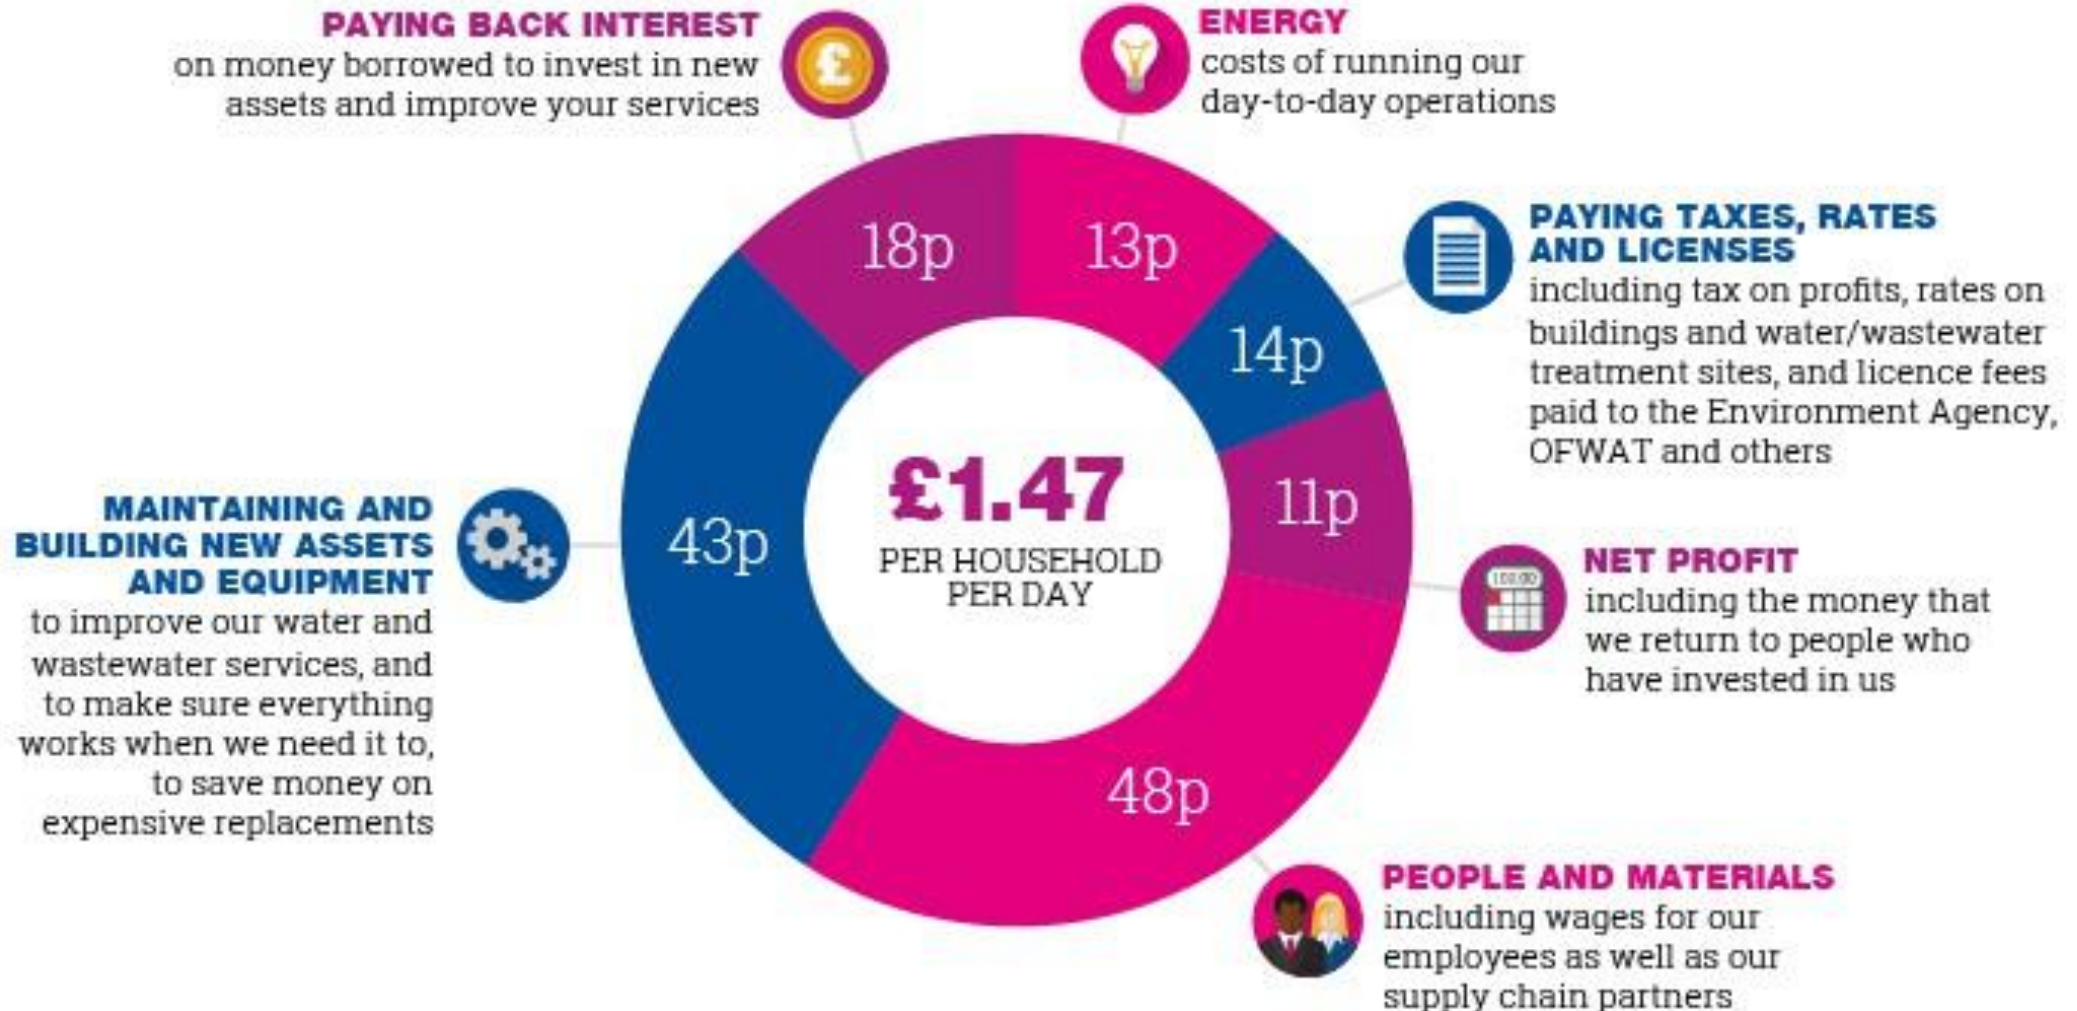 PAYING BACK INTEREST
on money borrowed to invest in new
assets and improve your services
ENERGY
costs of running our
day-to-day operations
PAYING TAXES, RATES
AND LICENSES
including tax on profits, rates on
buildings and water/wastewater
treatment sites, and licence fees
paid to the Environment Agency,
OFWAT and others
NET PROFIT
including the money that
we return to people who
have invested in us
PEOPLE AND MATERIALS
including wages for our
employees as well as our
supply chain partners
MAINTAINING AND
BUILDING NEW ASSETS
AND EQUIPMENT
to improve our water and
wastewater services, and
to make sure everything
works when we need it to,
to save money on
expensive replacements
18p
13p
14p
11p
48p
43p
£1.47
PER HOUSEHOLD
PER DAY
£